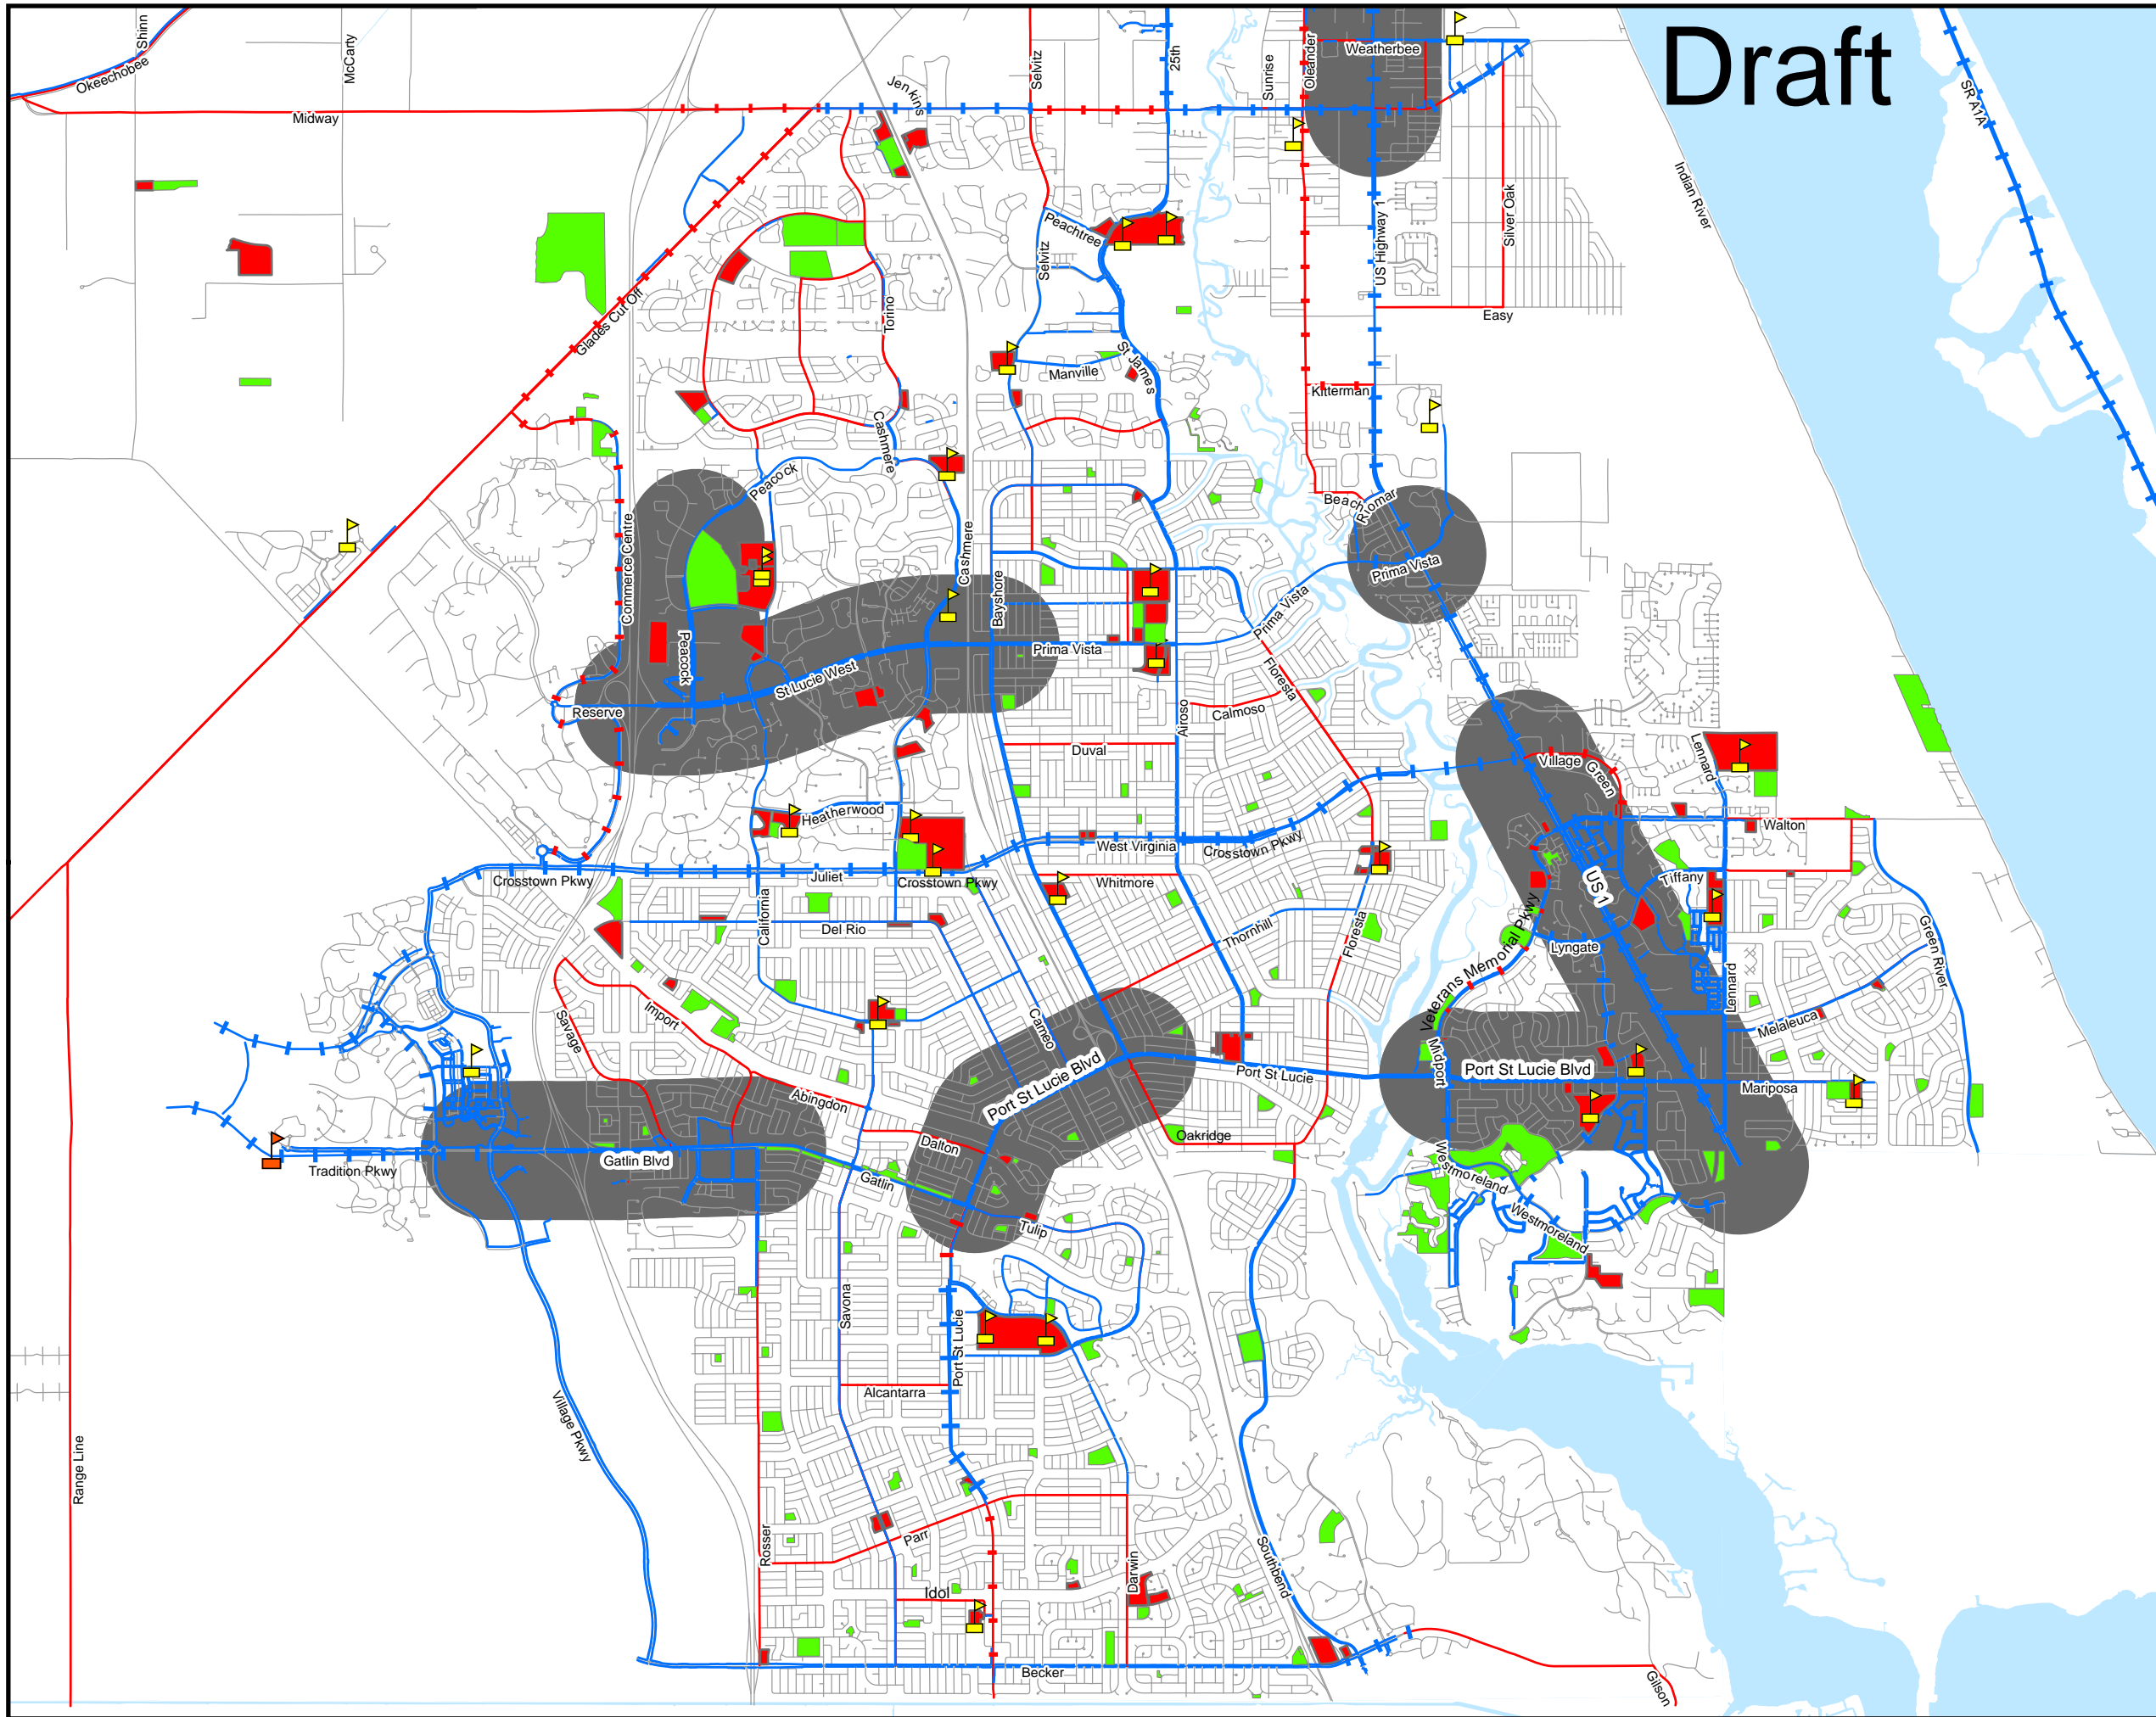 Draft
Shinn
Okeechobee
McCarty
Midway
Jenkins
Selvitz
25th
Sunrise
Oleander
Weatherbee
SR A1A
Indian River
Silver Oak
US Highway 1
Easy
Peachtree
Selvitz
Glades Cut Off
Torino
St James
Manville
Kitterman
Cashmere
Peacock
Beach
Riomar
Commerce Centre
Cashmere
Bayshore
Prima Vista
Prima Vista
Prima Vista
Peacock
St Lucie West
Floresta
Reserve
Calmoso
Airoso
Duval
Village
Green
Lennard
Heatherwood
Walton
West Virginia
Crosstown Pkwy
Crosstown Pkwy
Juliet
Crosstown Pkwy
Whitmore
US 1
Tiffany
California
Del Rio
Thornhill
Floresta
Veterans Memorial Pkwy
Lyngate
Green River
Lennard
Import
Savage
Cameo
Melaleuca
Midport
Port St Lucie Blvd
Port St Lucie
Port St Lucie Blvd
Mariposa
Abingdon
Dalton
Oakridge
Gatlin Blvd
Tradition Pkwy
Gatlin
Westmoreland
Westmoreland
Tulip
Savona
Port St Lucie
Alcantarra
Village Pkwy
Range Line
Rosser
Parr
Idol
Darwin
Southbend
Becker
Gilson